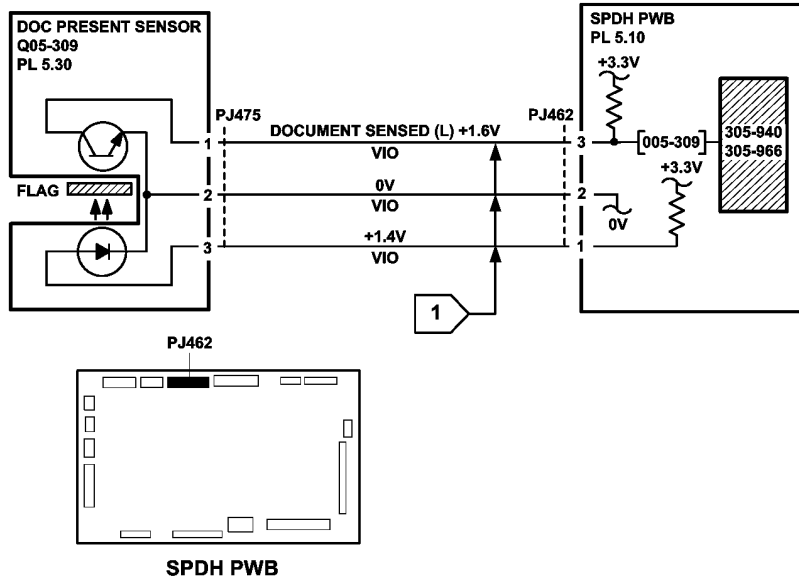 DOC PRESENT SENSOR
Q05-309
PL 5.30
FLAG
PJ475
1
2
3
DOCUMENT SENSED (L) +1.6V
VIO
0V
VIO
+1.4V
VIO
1
PJ462
3
2
1
SPDH PWB
PL 5.10
+3.3V
[005-309]
305-940
305-966
+3.3V
0V
PJ462
SPDH PWB